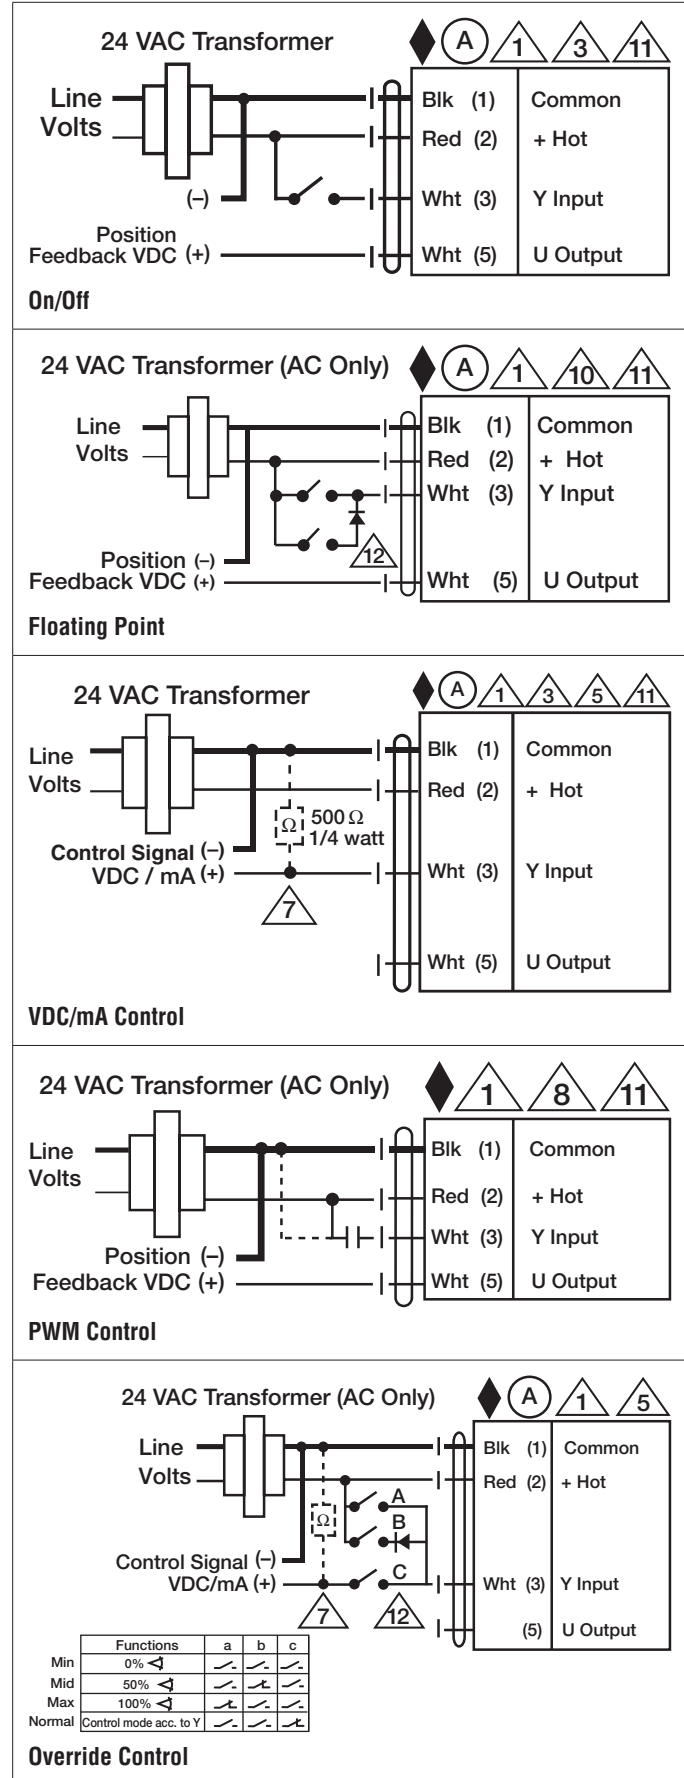 24 VAC Transformer
A 1 3 11
Line
Volts
Blk (1) Common
Red (2) + Hot
(–)
Wht (3) Y Input
Position
Feedback VDC (+)
Wht (5) U Output
On/Off
24 VAC Transformer (AC Only)
A 1 10 11
Line
Volts
Blk (1) Common
Red (2) + Hot
Wht (3) Y Input
12
Position (–)
Feedback VDC (+)
Wht (5) U Output
Floating Point
24 VAC Transformer
A 1 3 5 11
Line
Volts
Blk (1) Common
Red (2) + Hot
Ω 500 Ω
1/4 watt
Control Signal (–)
VDC / mA (+)
7
Wht (3) Y Input
Wht (5) U Output
VDC/mA Control
24 VAC Transformer (AC Only)
1 8 11
Line
Volts
Blk (1) Common
Red (2) + Hot
Wht (3) Y Input
Position (–)
Feedback VDC (+)
Wht (5) U Output
PWM Control
24 VAC Transformer (AC Only)
A 1 5
Line
Volts
Blk (1) Common
Red (2) + Hot
A
Ω
B
Control Signal (–)
VDC/mA (+)
C
Wht (3) Y Input
7 12
(5) U Output
Functions a b c
Min 0%
Mid 50%
Max 100%
Normal Control mode acc. to Y
Override Control